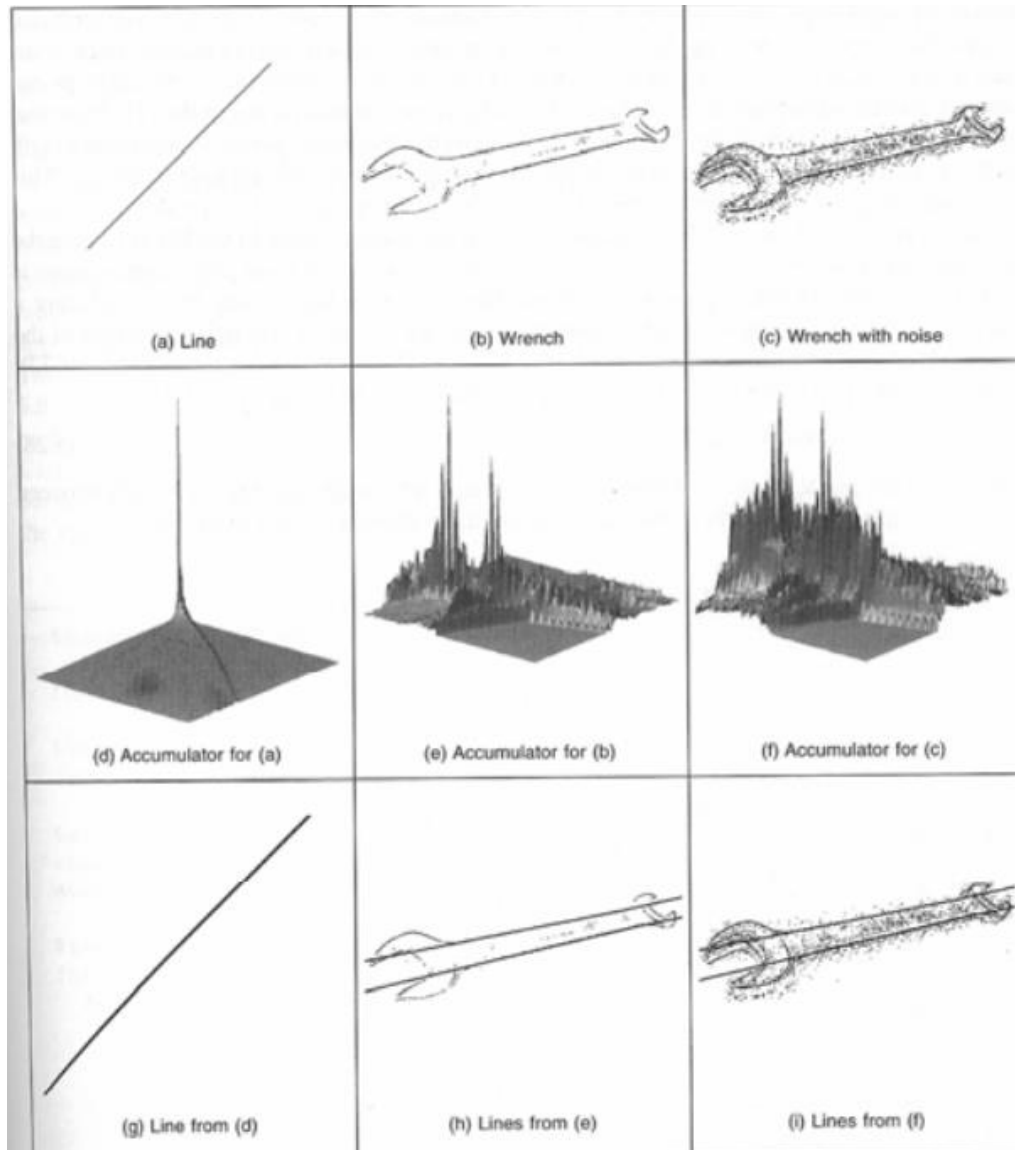 (a) Line
(b) Wrench
(c) Wrench with noise
(d) Accumulator for (a)
(e) Accumulator for (b)
(f) Accumulator for (c)
(g) Line from (d)
(h) Lines from (e)
(i) Lines from (f)